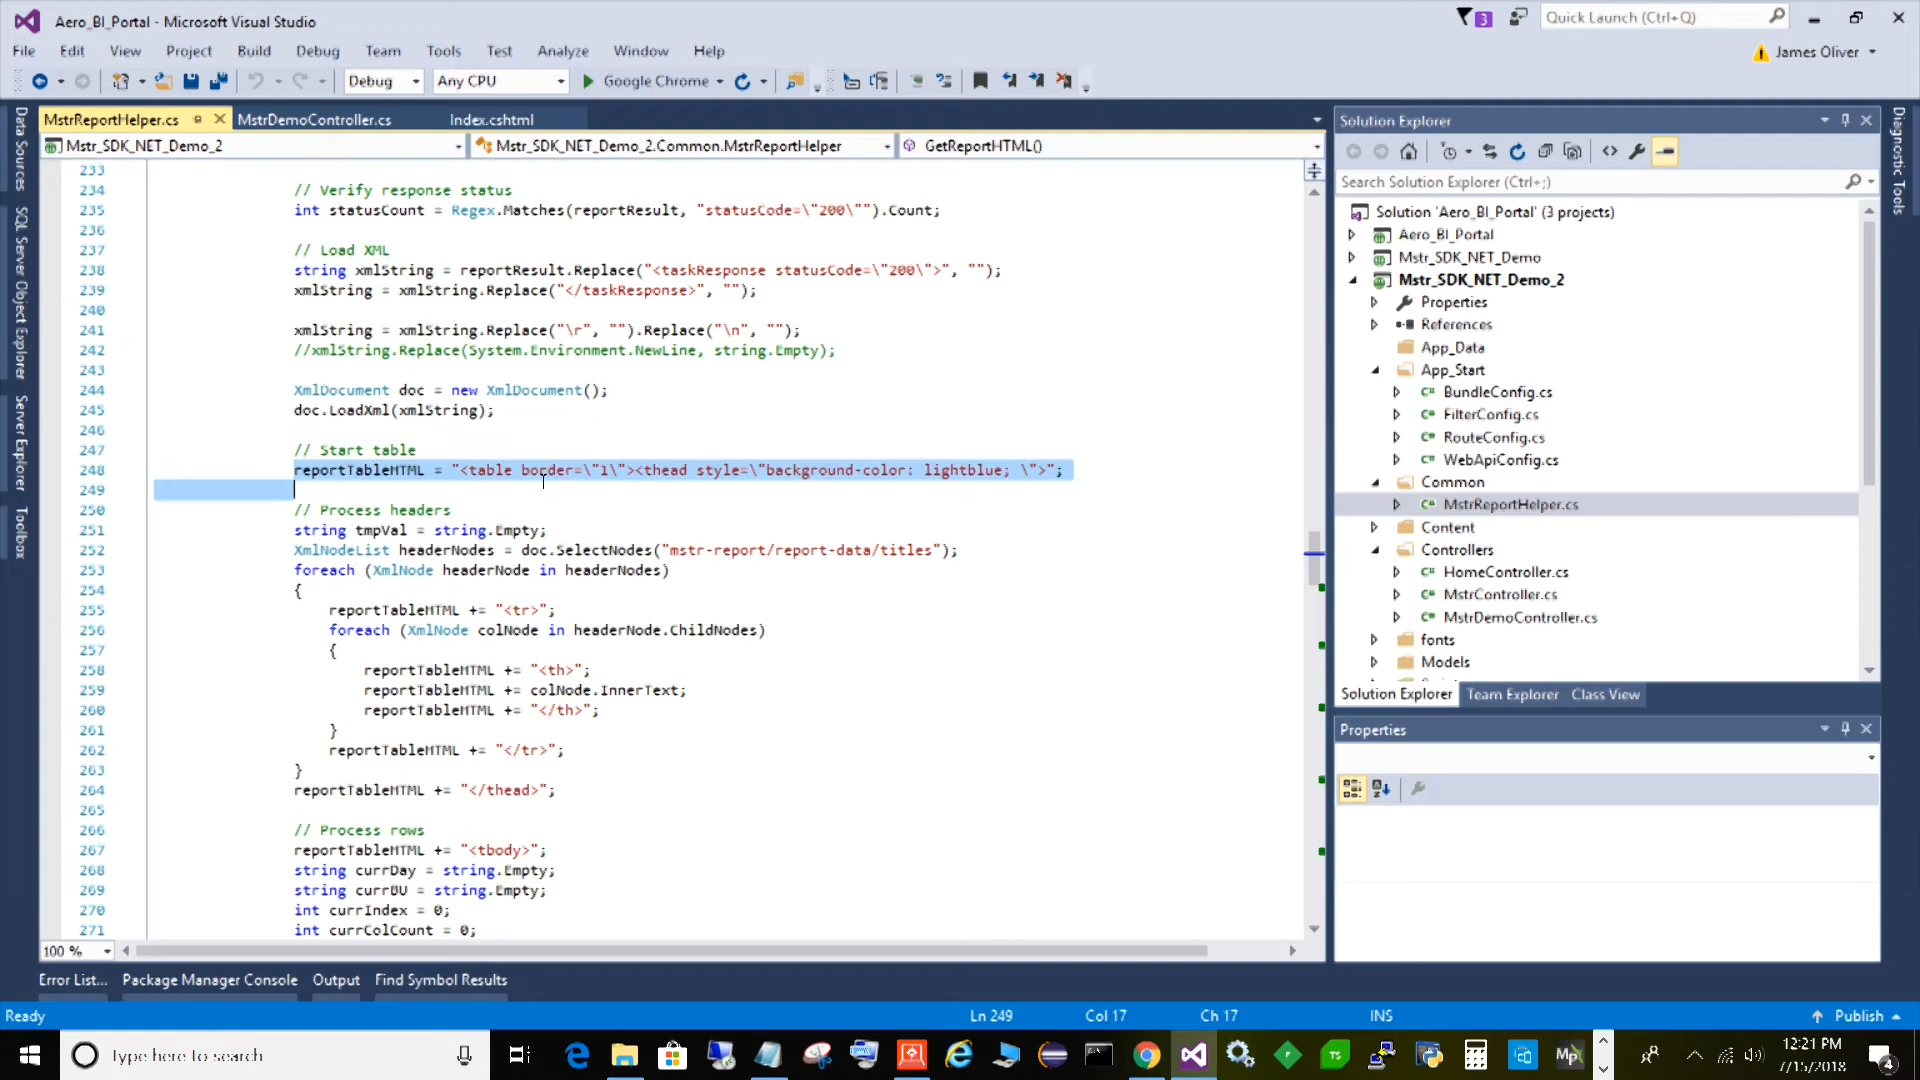 Aero_BI_Portal - Microsoft Visual Studio
3
Quick Launch (Ctrl+Q)
File Edit View Project Build Debug Team Tools Test Analyze Window Help
James Oliver
Debug Any CPU Google Chrome
MstrReportHelper.cs MstrDemoController.cs Index.cshtml
Mstr_SDK_NET_Demo_2 Mstr_SDK_NET_Demo_2.Common.MstrReportHelper GetReportHTML()
Data Sources
SQL Server Object Explorer
Server Explorer
Toolbox
233
234 // Verify response status
235 int statusCount = Regex.Matches(reportResult, "statusCode=\"200\"").Count;
236
237 // Load XML
238 string xmlString = reportResult.Replace("<taskResponse statusCode=\"200\">", "");
239 xmlString = xmlString.Replace("</taskResponse>", "");
240
241 xmlString = xmlString.Replace("\r", "").Replace("\n", "");
242 //xmlString.Replace(System.Environment.NewLine, string.Empty);
243
244 XmlDocument doc = new XmlDocument();
245 doc.LoadXml(xmlString);
246
247 // Start table
248 reportTableHTML = "<table border=\"1\"><thead style=\"background-color: lightblue; \">";
249
250 // Process headers
251 string tmpVal = string.Empty;
252 XmlNodeList headerNodes = doc.SelectNodes("mstr-report/report-data/titles");
253 foreach (XmlNode headerNode in headerNodes)
254 {
255 reportTableHTML += "<tr>";
256 foreach (XmlNode colNode in headerNode.ChildNodes)
257 {
258 reportTableHTML += "<th>";
259 reportTableHTML += colNode.InnerText;
260 reportTableHTML += "</th>";
261 }
262 reportTableHTML += "</tr>";
263 }
264 reportTableHTML += "</thead>";
265
266 // Process rows
267 reportTableHTML += "<tbody>";
268 string currDay = string.Empty;
269 string currBU = string.Empty;
270 int currIndex = 0;
271 int currColCount = 0;
100 %
Solution Explorer
Search Solution Explorer (Ctrl+;)
Solution 'Aero_BI_Portal' (3 projects)
Aero_BI_Portal
Mstr_SDK_NET_Demo
Mstr_SDK_NET_Demo_2
Properties
References
App_Data
App_Start
C# BundleConfig.cs
C# FilterConfig.cs
C# RouteConfig.cs
C# WebApiConfig.cs
Common
C# MstrReportHelper.cs
Content
Controllers
C# HomeController.cs
C# MstrController.cs
C# MstrDemoController.cs
fonts
Models
Solution Explorer Team Explorer Class View
Properties
Diagnostic Tools
Error List... Package Manager Console Output Find Symbol Results
Ready Ln 249 Col 17 Ch 17 INS Publish
Type here to search
TS
Mp
12:21 PM
7/15/2018
4